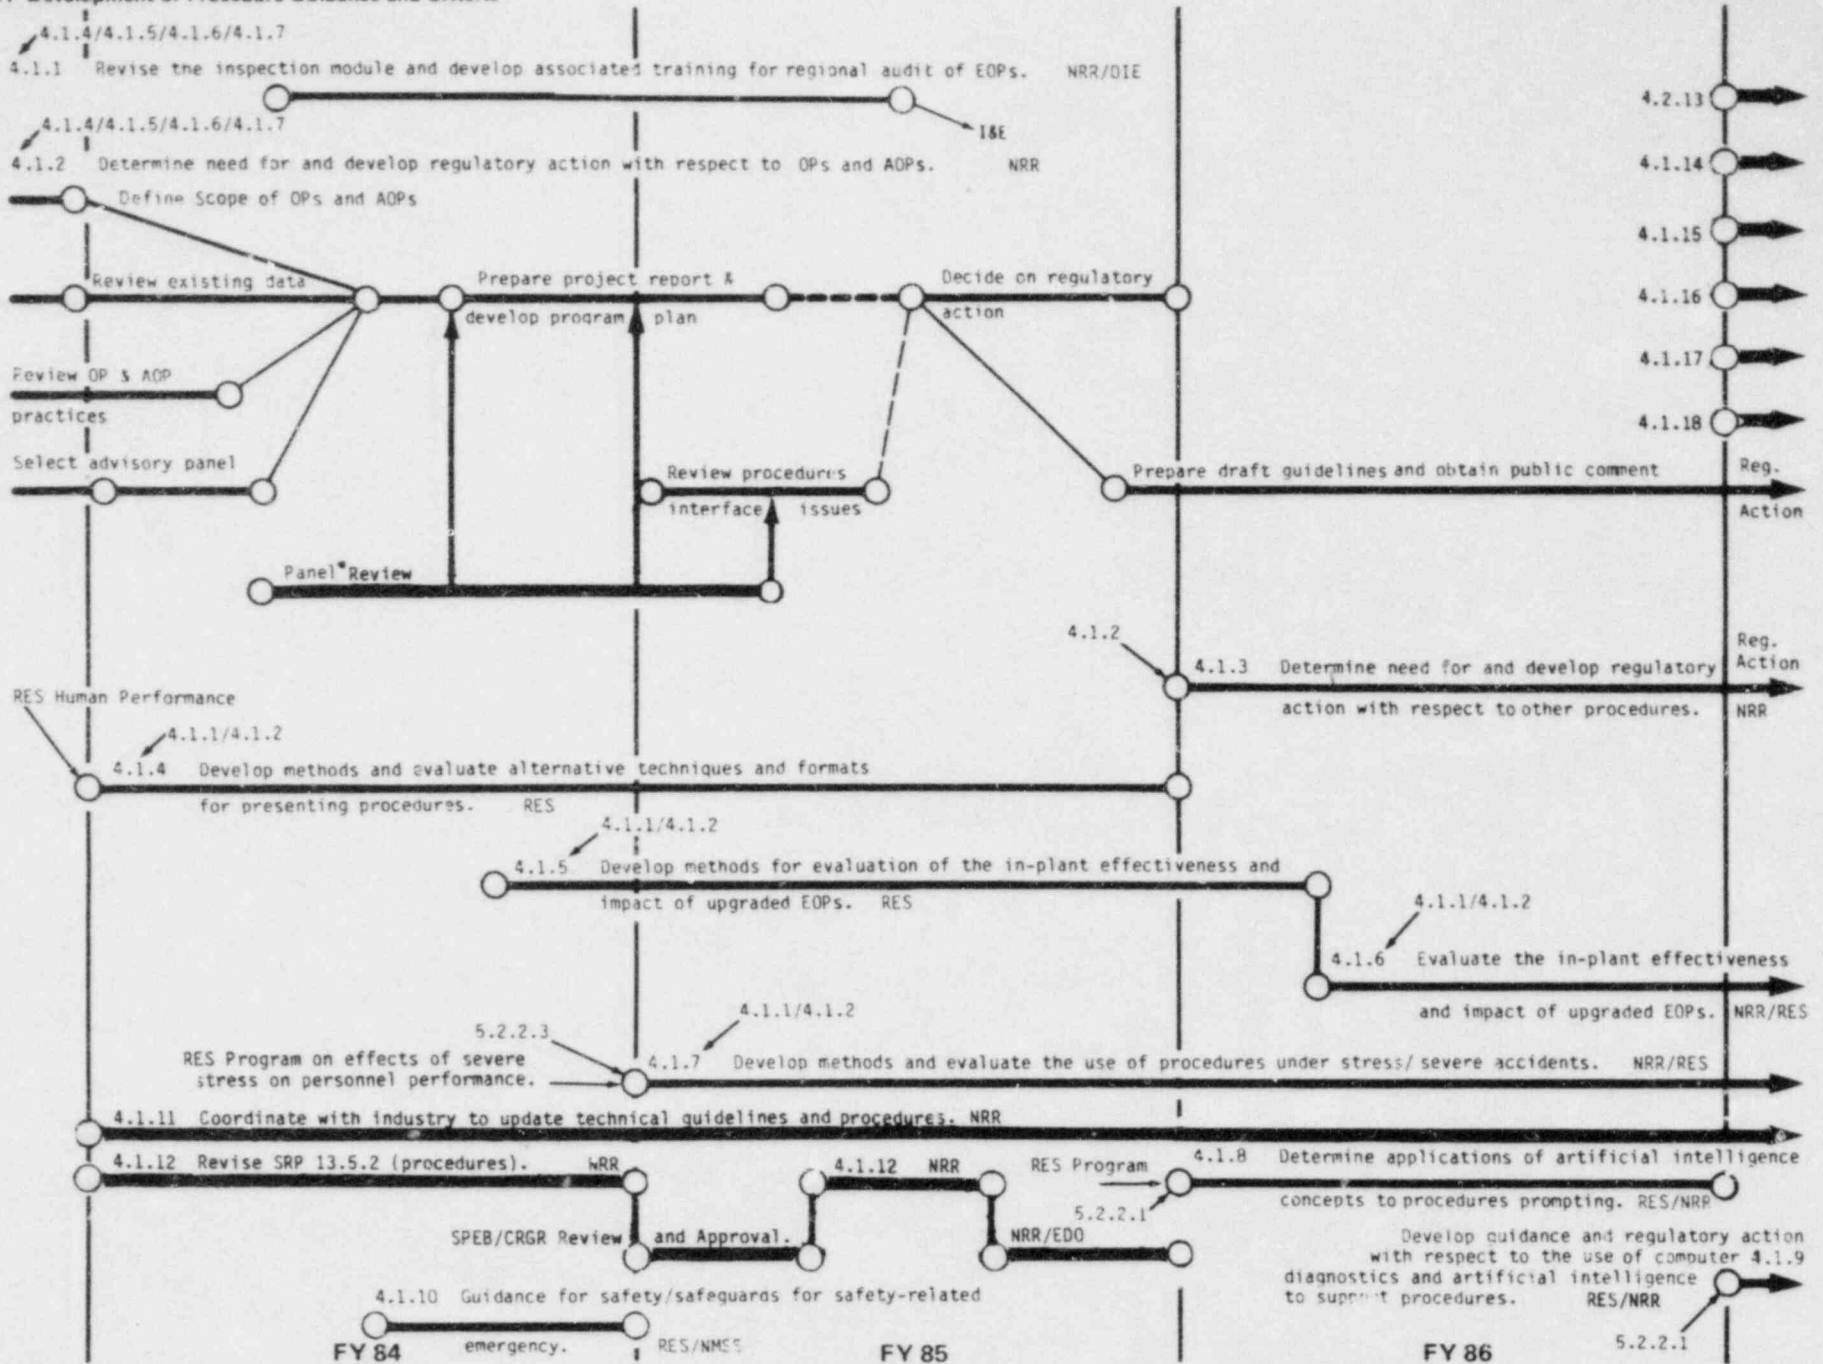 4.1.4/4.1.5/4.1.6/4.1.7
4.1.1 Revise the inspection module and develop associated training for regional audit of EOPs. NRR/OIE
I&E
4.2.13
4.1.4/4.1.5/4.1.6/4.1.7
4.1.2 Determine need for and develop regulatory action with respect to OPs and AOPs. NRR
4.1.14
Define Scope of OPs and AOPs
4.1.15
Review existing data
Prepare project report &
develop program plan
Decide on regulatory
action
4.1.16
4.1.17
Review OP & AOP
practices
4.1.18
Select advisory panel
Review procedures
interface issues
Prepare draft guidelines and obtain public comment
Reg.
Action
Panel Review
4.1.2
4.1.3 Determine need for and develop regulatory
action with respect to other procedures.
Reg.
Action
NRR
RES Human Performance
4.1.1/4.1.2
4.1.4 Develop methods and evaluate alternative techniques and formats
for presenting procedures. RES
4.1.1/4.1.2
4.1.5 Develop methods for evaluation of the in-plant effectiveness and
impact of upgraded EOPs. RES
4.1.1/4.1.2
4.1.6 Evaluate the in-plant effectiveness
and impact of upgraded EOPs. NRR/RES
5.2.2.3
4.1.1/4.1.2
RES Program on effects of severe
stress on personnel performance.
4.1.7 Develop methods and evaluate the use of procedures under stress/severe accidents. NRR/RES
4.1.11 Coordinate with industry to update technical guidelines and procedures. NRR
4.1.12 Revise SRP 13.5.2 (procedures). NRR
SPEB/CRGR Review and Approval.
4.1.12 NRR
NRR/EDO
RES Program
5.2.2.1
4.1.8 Determine applications of artificial intelligence
concepts to procedures prompting. RES/NRR
Develop guidance and regulatory action
with respect to the use of computer 4.1.9
diagnostics and artificial intelligence
to support procedures. RES/NRR
5.2.2.1
4.1.10 Guidance for safety/safeguards for safety-related
emergency. RES/NMSS
FY 84
FY 85
FY 86